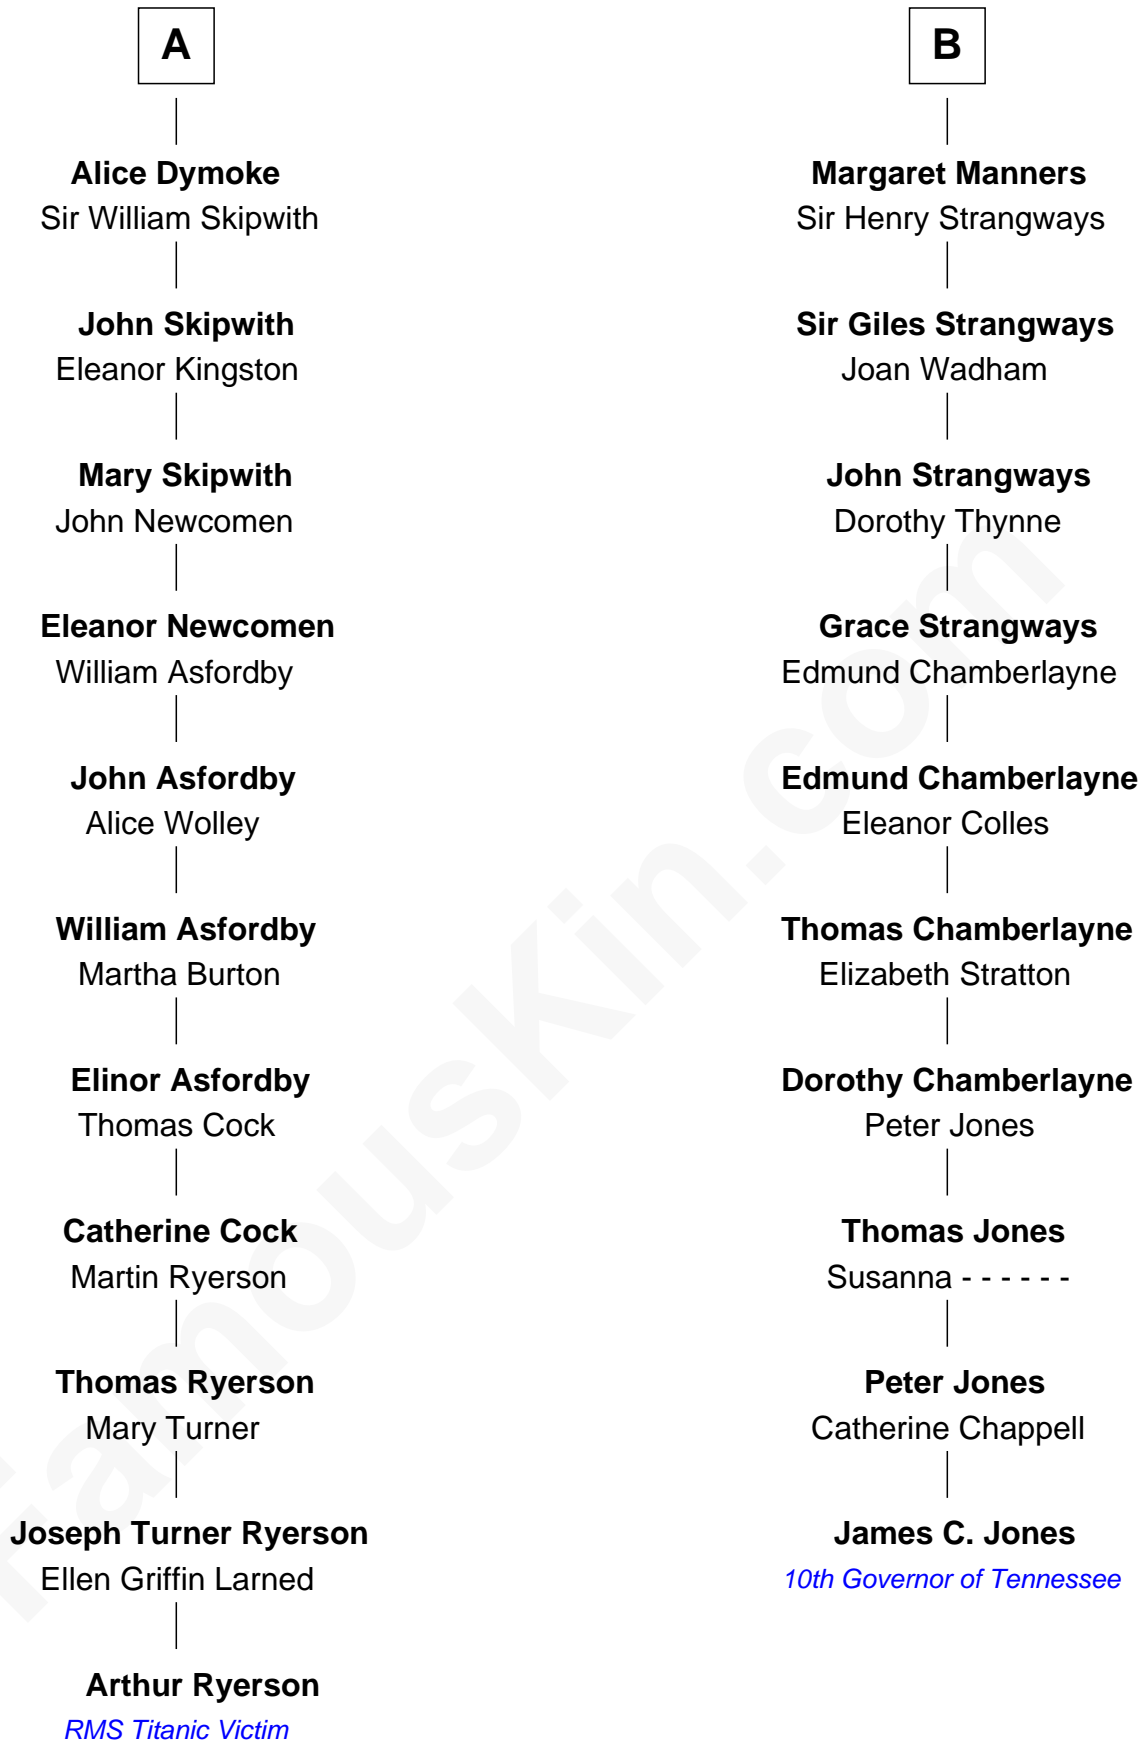 A
Alice Dymoke
Sir William Skipwith
John Skipwith
Eleanor Kingston
Mary Skipwith
John Newcomen
Eleanor Newcomen
William Asfordby
John Asfordby
Alice Wolley
William Asfordby
Martha Burton
Elinor Asfordby
Thomas Cock
Catherine Cock
Martin Ryerson
Thomas Ryerson
Mary Turner
Joseph Turner Ryerson
Ellen Griffin Larned
Arthur Ryerson
RMS Titanic Victim
B
Margaret Manners
Sir Henry Strangways
Sir Giles Strangways
Joan Wadham
John Strangways
Dorothy Thynne
Grace Strangways
Edmund Chamberlayne
Edmund Chamberlayne
Eleanor Colles
Thomas Chamberlayne
Elizabeth Stratton
Dorothy Chamberlayne
Peter Jones
Thomas Jones
Susanna - - - - - -
Peter Jones
Catherine Chappell
James C. Jones
10th Governor of Tennessee
FamousKin.com